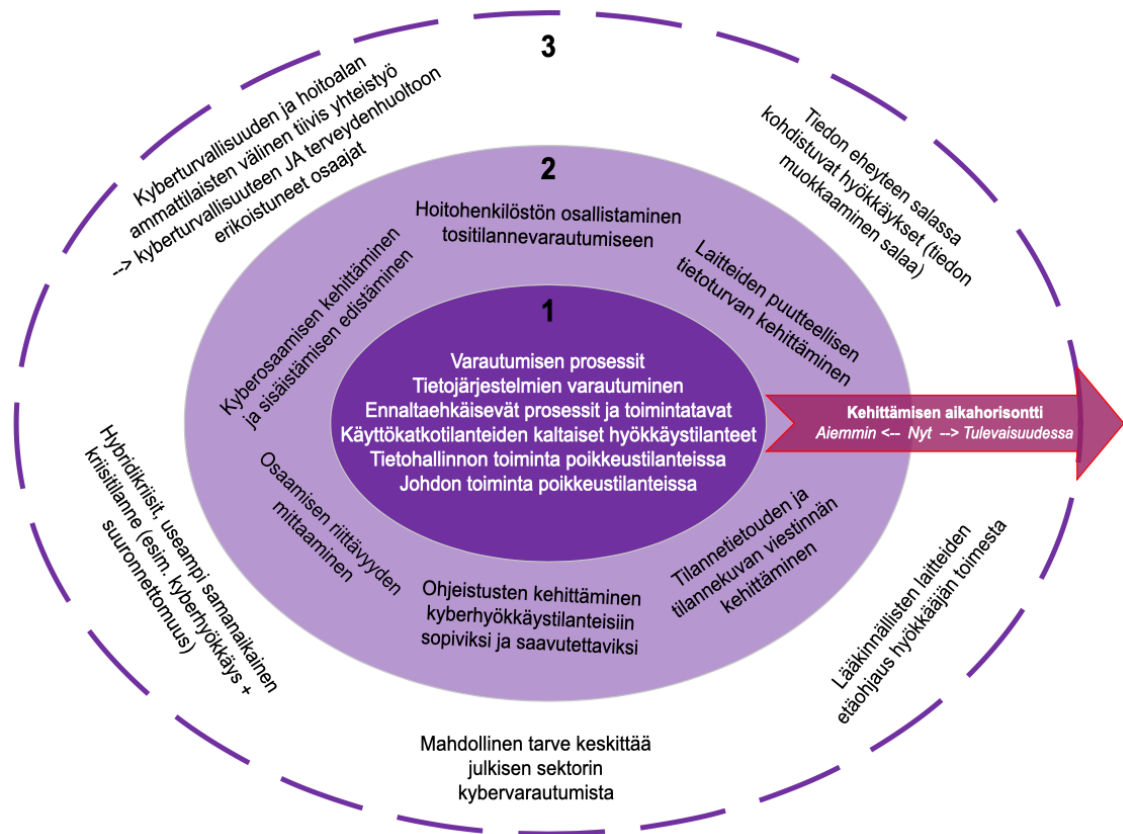 3
Kyberturvallisuuden ja hoitoalan
ammattilaisten välinen tiivis yhteistyö
--> kyberturvallisuuteen JA terveydenhuoltoon
erikoistuneet osaajat
Tiedon eheyteen salassa
kohdistuvat hyökkäykset (tiedon
muokkaaminen salaa)
2
Hoitohenkilöstön osallistaminen
tositilannevarautumiseen
Kyberosaamisen kehittäminen
ja sisäistämisen edistäminen
Laitteiden puutteellisen
tietoturvan kehittäminen
1
Varautumisen prosessit
Tietojärjestelmien varautuminen
Ennaltaehkäisevät prosessit ja toimintatavat
Käyttökatkotilanteiden kaltaiset hyökkäystilanteet
Tietohallinnon toiminta poikkeustilanteissa
Johdon toiminta poikkeustilanteissa
Kehittämisen aikahorisontti
Aiemmin <-- Nyt --> Tulevaisuudessa
Osaamisen riittävyyden
mittaaminen
Ohjeistusten kehittäminen
kyberhyökkäystilanteisiin
sopiviksi ja saavutettaviksi
Tilannetietouden ja
tilannekuvan viestinnän
kehittäminen
Hybridikriisit, useampi samanaikainen
kriisitilanne (esim. kyberhyökkäys +
suuronnettomuus)
Lääkinnällisten laitteiden
etäohjaus hyökkääjän toimesta
Mahdollinen tarve keskittää
julkisen sektorin
kybervarautumista